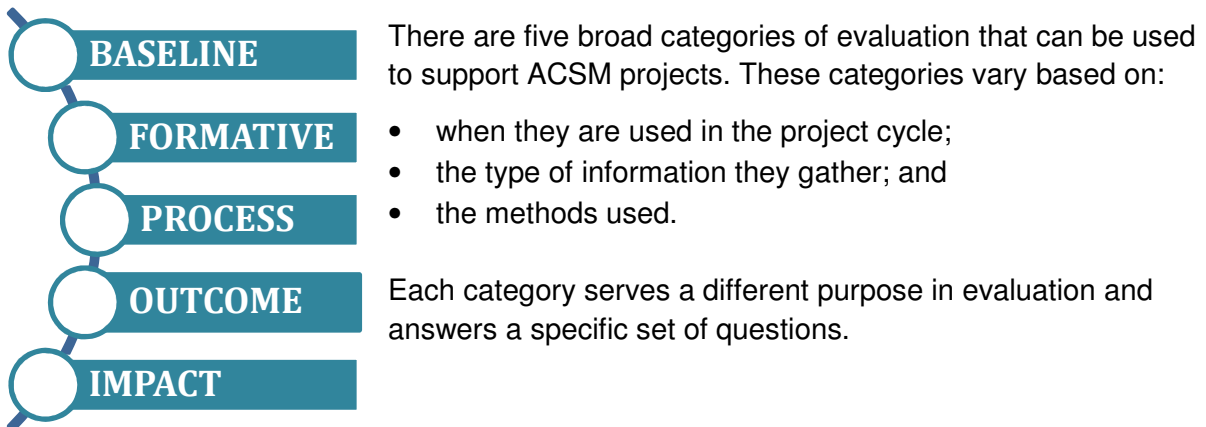 BASELINE
FORMATIVE
PROCESS
OUTCOME
IMPACT
There are five broad categories of evaluation that can be used
to support ACSM projects. These categories vary based on:
• when they are used in the project cycle;
• the type of information they gather; and
• the methods used.
Each category serves a different purpose in evaluation and
answers a specific set of questions.